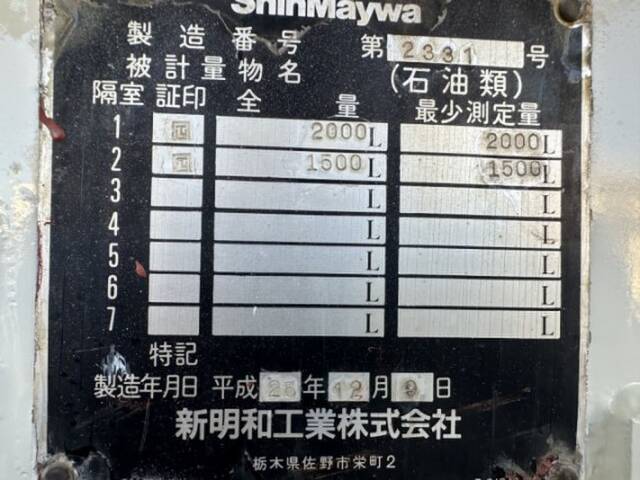 ShinMaywa
製造番号 第2331号
被計量物名 (石油類)
隔室 証印 全量 最少測定量
1 2000L 2000L
2 1500L 1500L
3 L L
4 L L
5 L L
6 L L
7 L L
特記
製造年月日 平成25年12月9日
新明和工業株式会社
栃木県佐野市栄町2